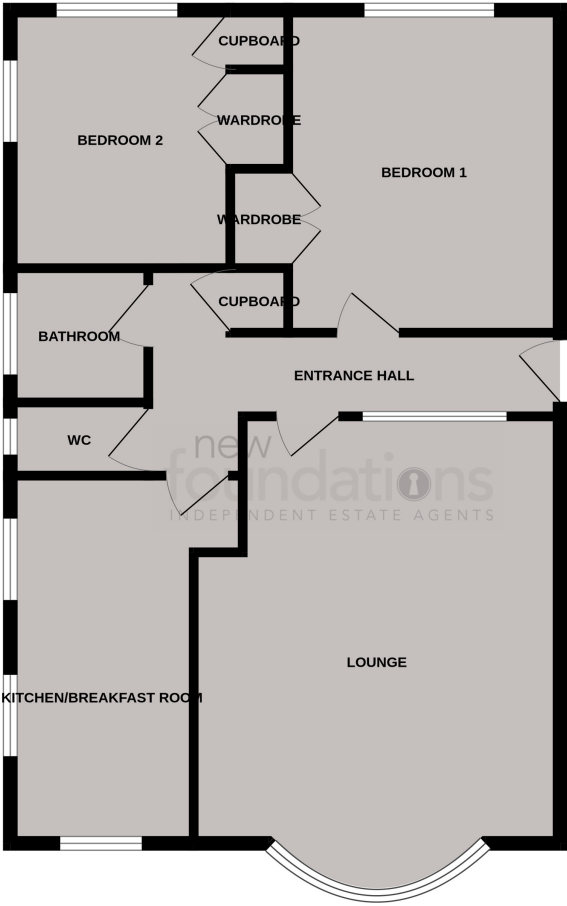 CUPBOARD
WARDROBE
BEDROOM 2
BEDROOM 1
WARDROBE
CUPBOARD
BATHROOM
ENTRANCE HALL
WC
new
foundations
INDEPENDENT ESTATE AGENTS
LOUNGE
KITCHEN/BREAKFAST ROOM